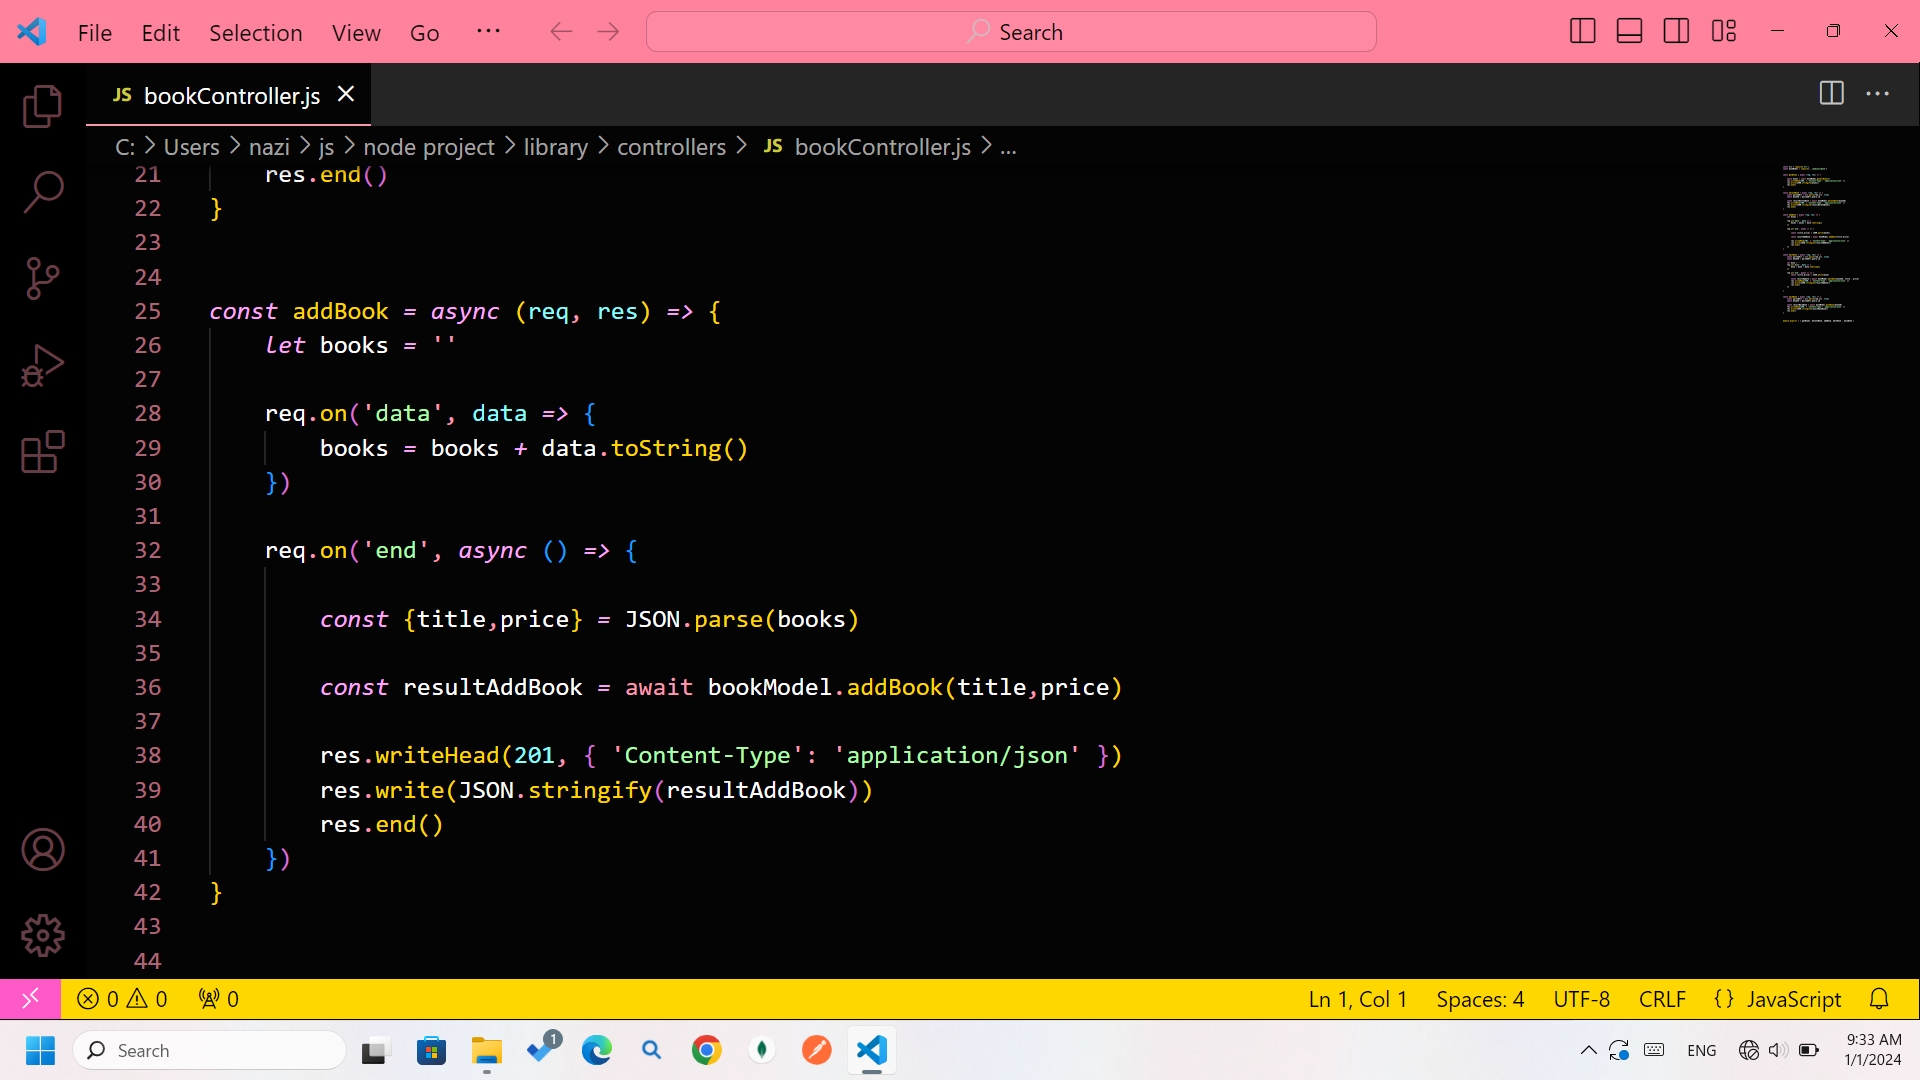 File Edit Selection View Go ··· Search
JS bookController.js
C: > Users > nazi > js > node project > library > controllers > JS bookController.js > ...
21 res.end()
22 }
23
24
25 const addBook = async (req, res) => {
26 let books = ''
27
28 req.on('data', data => {
29 books = books + data.toString()
30 })
31
32 req.on('end', async () => {
33
34 const {title,price} = JSON.parse(books)
35
36 const resultAddBook = await bookModel.addBook(title,price)
37
38 res.writeHead(201, { 'Content-Type': 'application/json' })
39 res.write(JSON.stringify(resultAddBook))
40 res.end()
41 })
42 }
43
44
0 0 0 Ln 1, Col 1 Spaces: 4 UTF-8 CRLF { } JavaScript
Search 1 ENG 9:33 AM
1/1/2024